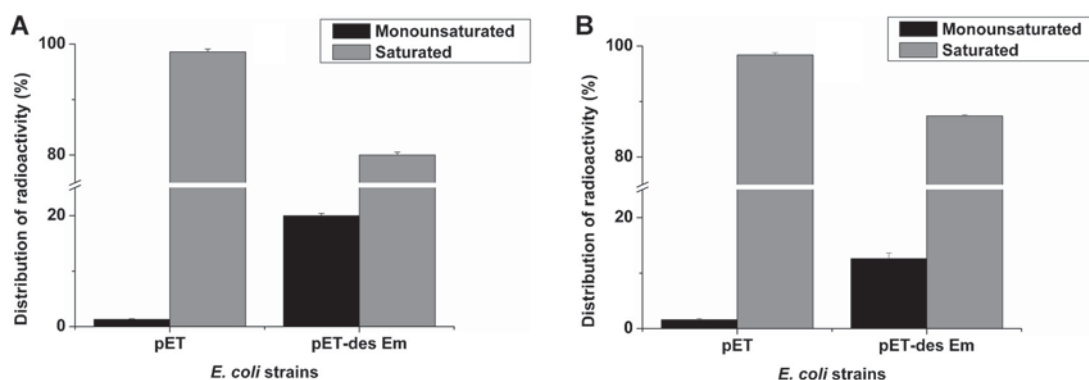 A
Distribution of radioactivity (%)
100
80
20
0
Monounsaturated
Saturated
pET
pET-des Em
E. coli strains
B
Distribution of radioactivity (%)
100
80
20
0
Monounsaturated
Saturated
pET
pET-des Em
E. coli strains